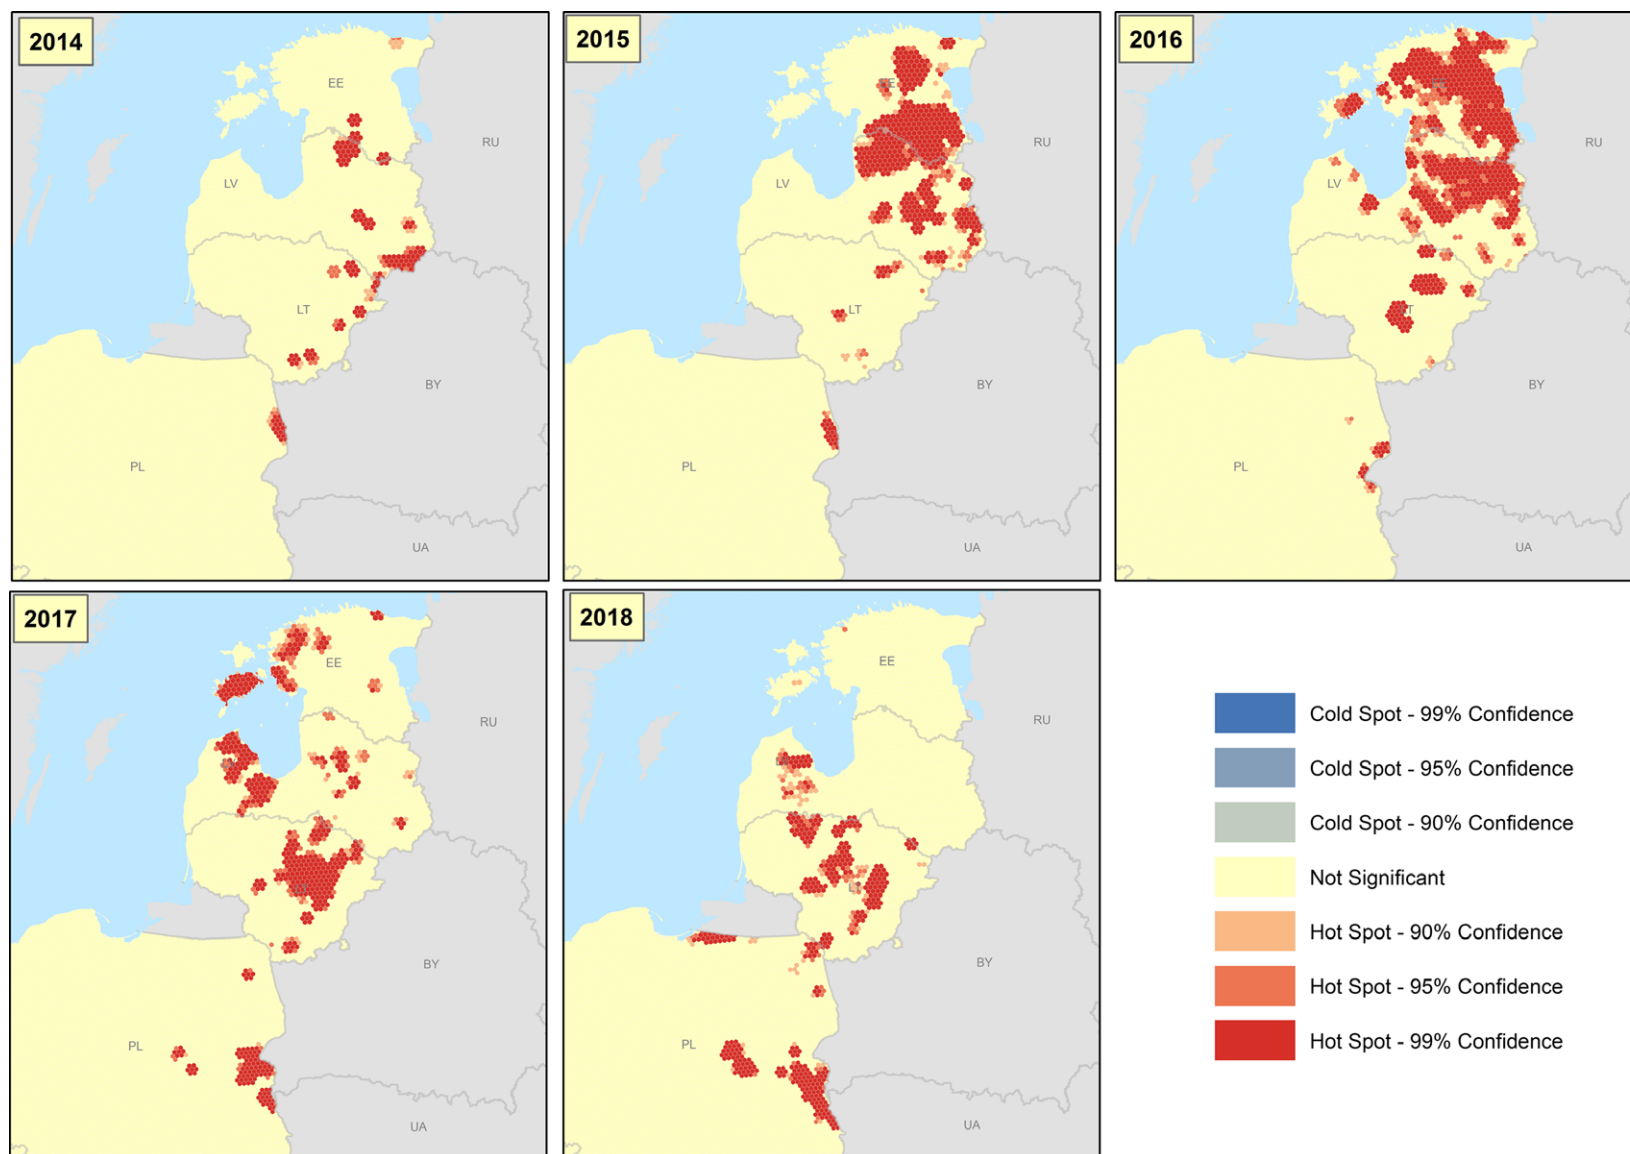 2014
EE
RU
LV
LT
BY
PL
UA
2015
EE
RU
LV
LT
BY
PL
UA
2016
RU
LV
BY
PL
UA
2017
EE
RU
LT
BY
PL
UA
2018
EE
RU
BY
PL
UA
Cold Spot - 99% Confidence
Cold Spot - 95% Confidence
Cold Spot - 90% Confidence
Not Significant
Hot Spot - 90% Confidence
Hot Spot - 95% Confidence
Hot Spot - 99% Confidence